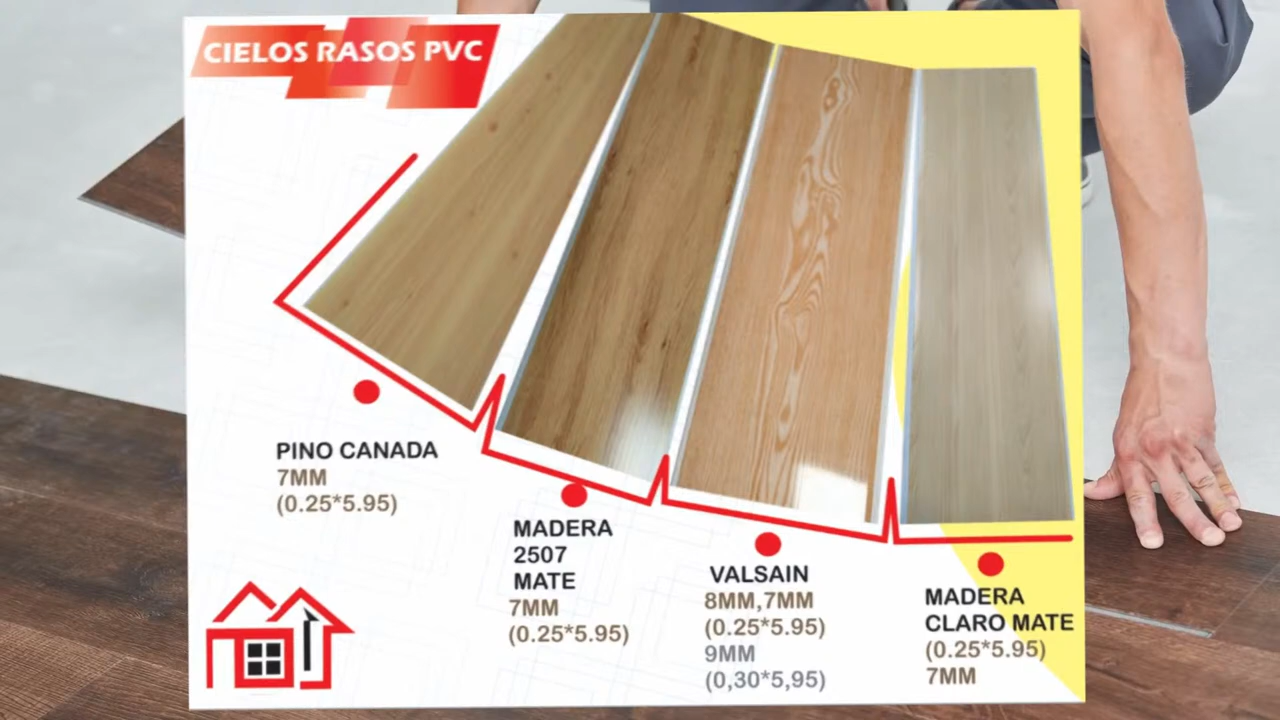 CIELOS RASOS PVC
PINO CANADA
7MM
(0.25*5.95)
MADERA
2507
MATE
7MM
(0.25*5.95)
VALSAIN
8MM,7MM
(0.25*5.95)
9MM
(0,30*5,95)
MADERA
CLARO MATE
(0.25*5.95)
7MM